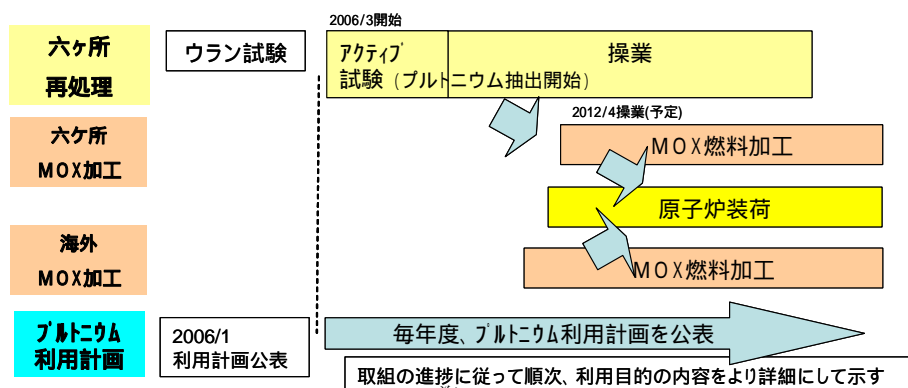 2006/3開始
六ヶ所
再処理
ウラン試験
アクティブ
試験（プルトニウム抽出開始）
操業
2012/4操業(予定)
六ケ所
MOX加工
MOX燃料加工
原子炉装荷
海外
MOX加工
MOX燃料加工
プルトニウム
利用計画
2006/1
利用計画公表
毎年度、プルトニウム利用計画を公表
取組の進捗に従って順次、利用目的の内容をより詳細にして示す